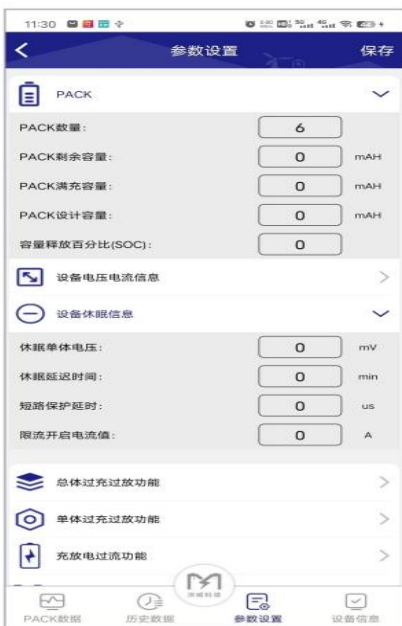 11:30
参数设置 保存
PACK
PACK数量: 6
PACK剩余容量: 0 mAH
PACK满充容量: 0 mAH
PACK设计容量: 0 mAH
容量释放百分比(SOC): 0
设备电压电流信息
设备休眠信息
休眠单体电压: 0 mV
休眠延迟时间: 0 min
短路保护延时: 0 us
限流开启电流值: 0 A
总体过充过放功能
单体过充过放功能
充放电过流功能
PACK数据 历史数据 参数设置 设备信息